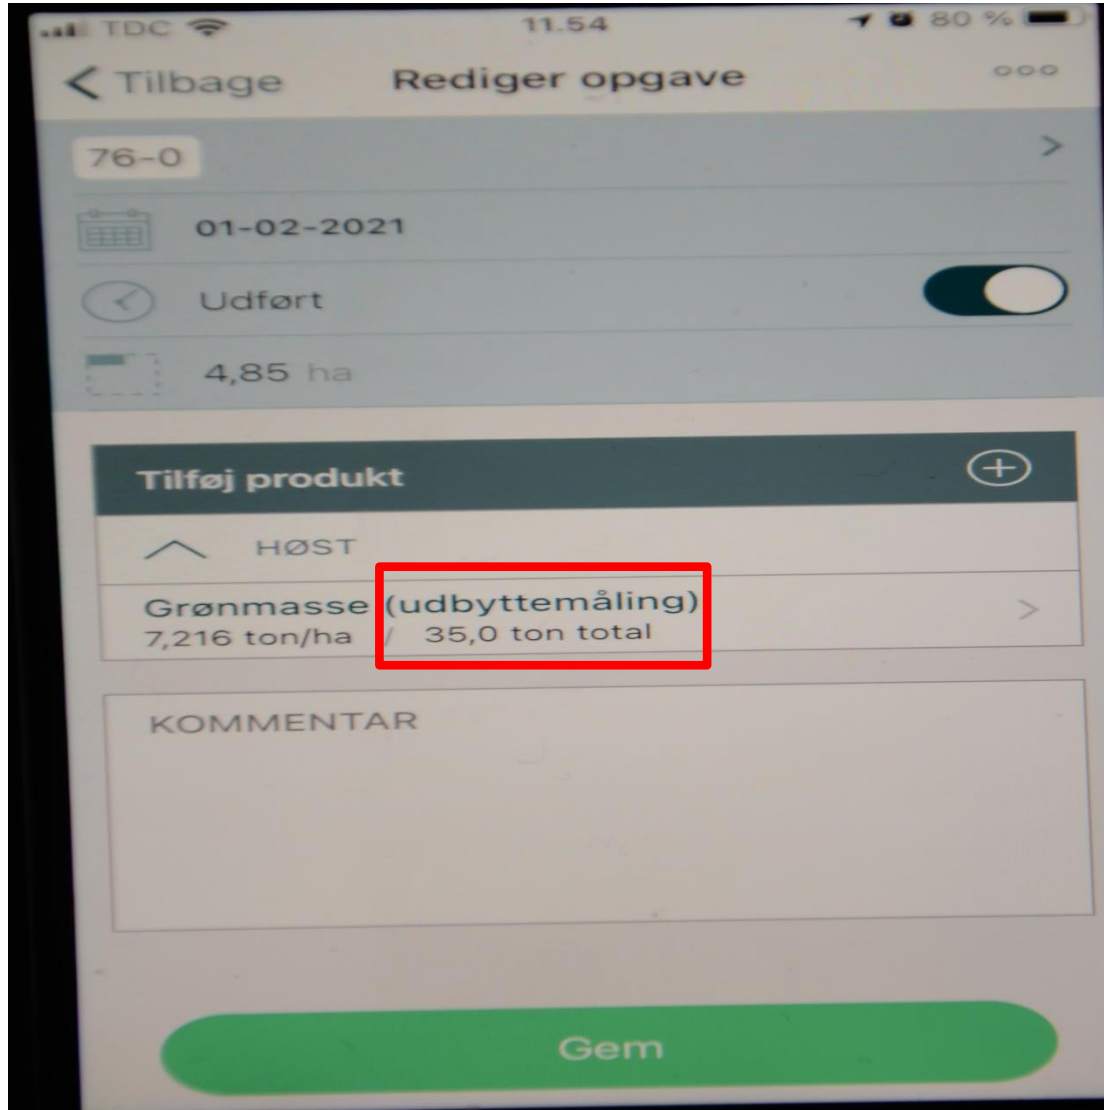 TDC 11.54 80 %
Tilbage Rediger opgave
76-0
01-02-2021
Udført
4,85 ha
Tilføj produkt
HØST
Grønmasse (udbyttemåling)
7,216 ton/ha / 35,0 ton total
KOMMENTAR
Gem